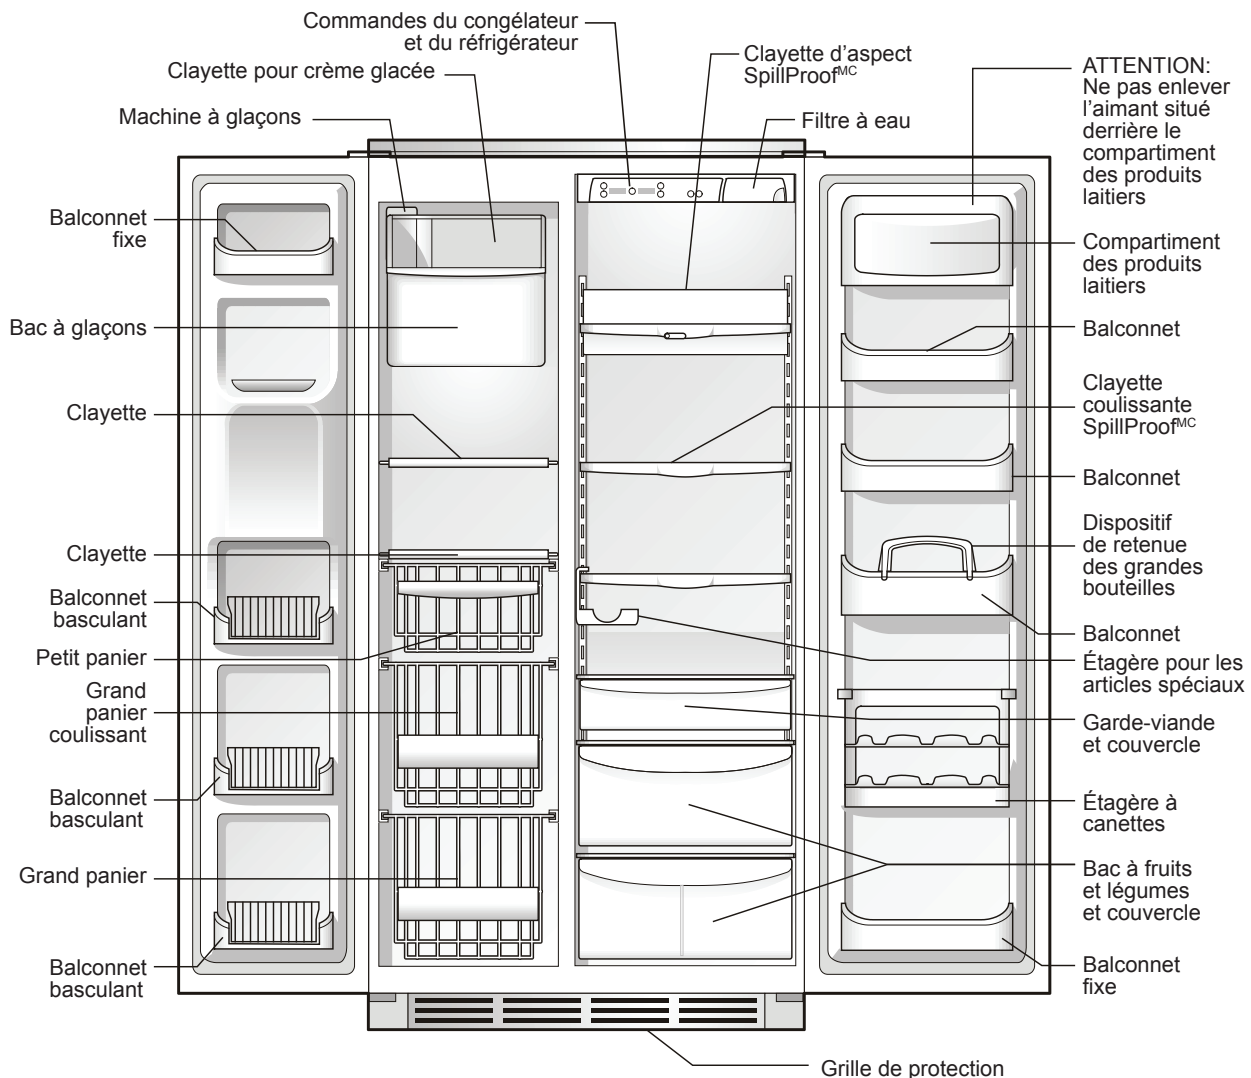 Commandes du congélateur
et du réfrigérateur
Clayette pour crème glacée
Machine à glaçons
Balconnet
fixe
Bac à glaçons
Clayette
Clayette
Balconnet
basculant
Petit panier
Grand
panier
coulissant
Balconnet
basculant
Grand panier
Balconnet
basculant
Clayette d'aspect
SpillProofMC
Filtre à eau
ATTENTION:
Ne pas enlever
l'aimant situé
derrière le
compartiment
des produits
laitiers
Compartiment
des produits
laitiers
Balconnet
Clayette
coulissante
SpillProofMC
Balconnet
Dispositif
de retenue
des grandes
bouteilles
Balconnet
Étagère pour les
articles spéciaux
Garde-viande
et couvercle
Étagère à
canettes
Bac à fruits
et légumes
et couvercle
Balconnet
fixe
Grille de protection